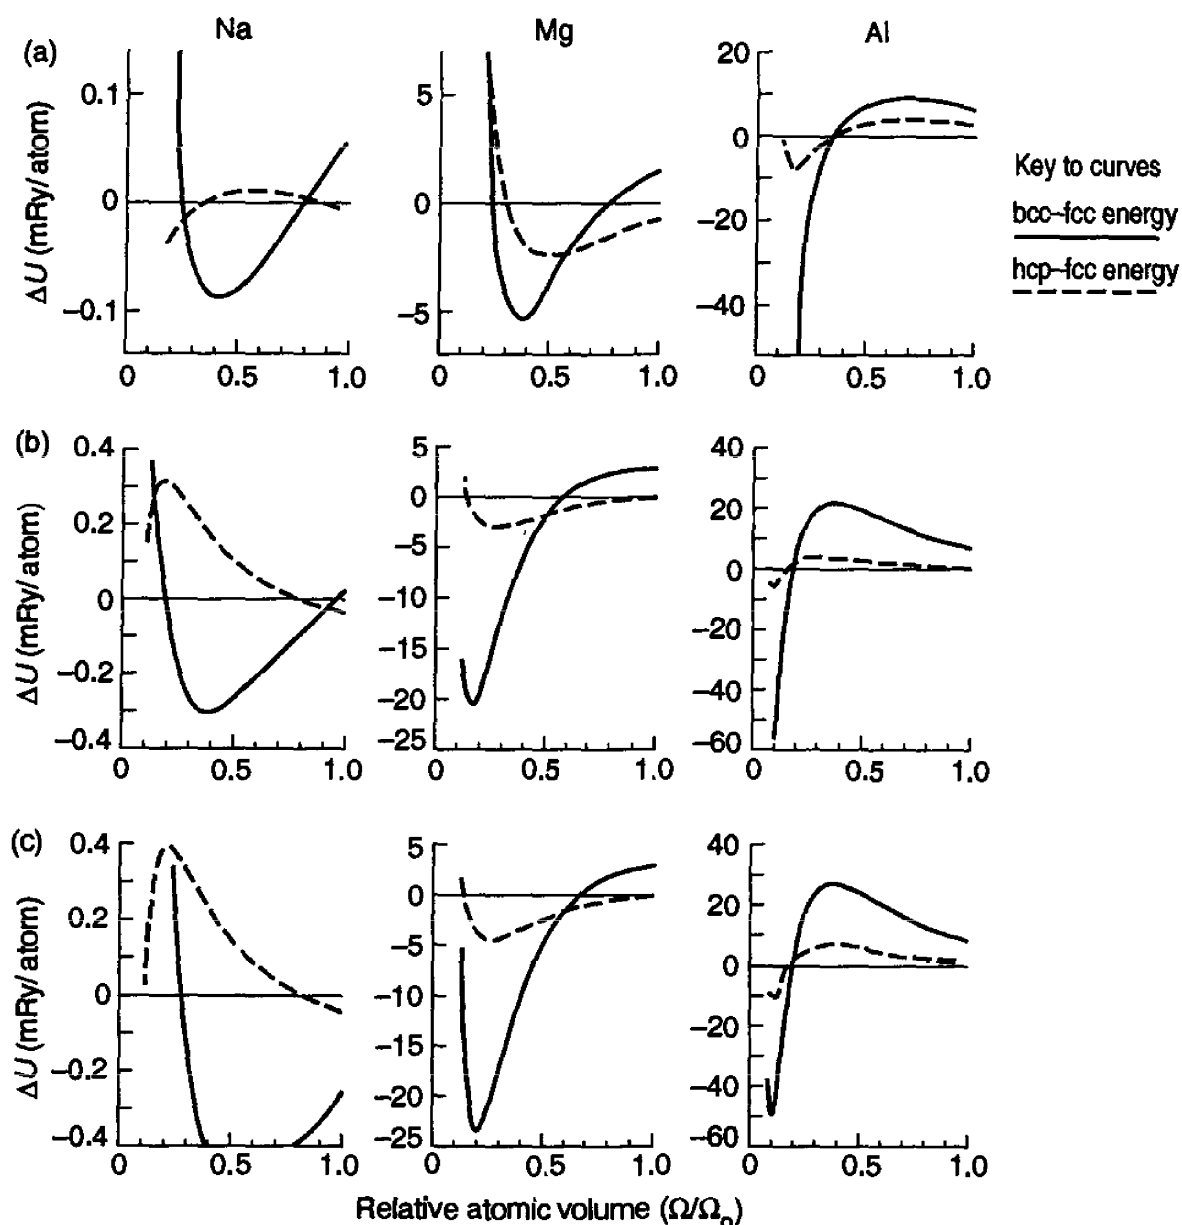 Na Mg Al
(a)
ΔU (mRy/atom)
0.1
0
−0.1
0 0.5 1.0
5
0
−5
0 0.5 1.0
20
0
−20
−40
0 0.5 1.0
Key to curves
bcc–fcc energy
hcp–fcc energy
(b)
ΔU (mRy/atom)
0.4
0.2
0
−0.2
−0.4
0 0.5 1.0
5
0
−5
−10
−15
−20
−25
0 0.5 1.0
40
20
0
−20
−40
−60
0 0.5 1.0
(c)
ΔU (mRy/atom)
0.4
0.2
0
−0.2
−0.4
0 0.5 1.0
5
0
−5
−10
−15
−20
−25
0 0.5 1.0
40
20
0
−20
−40
−60
0 0.5 1.0
Relative atomic volume (Ω/Ωo)